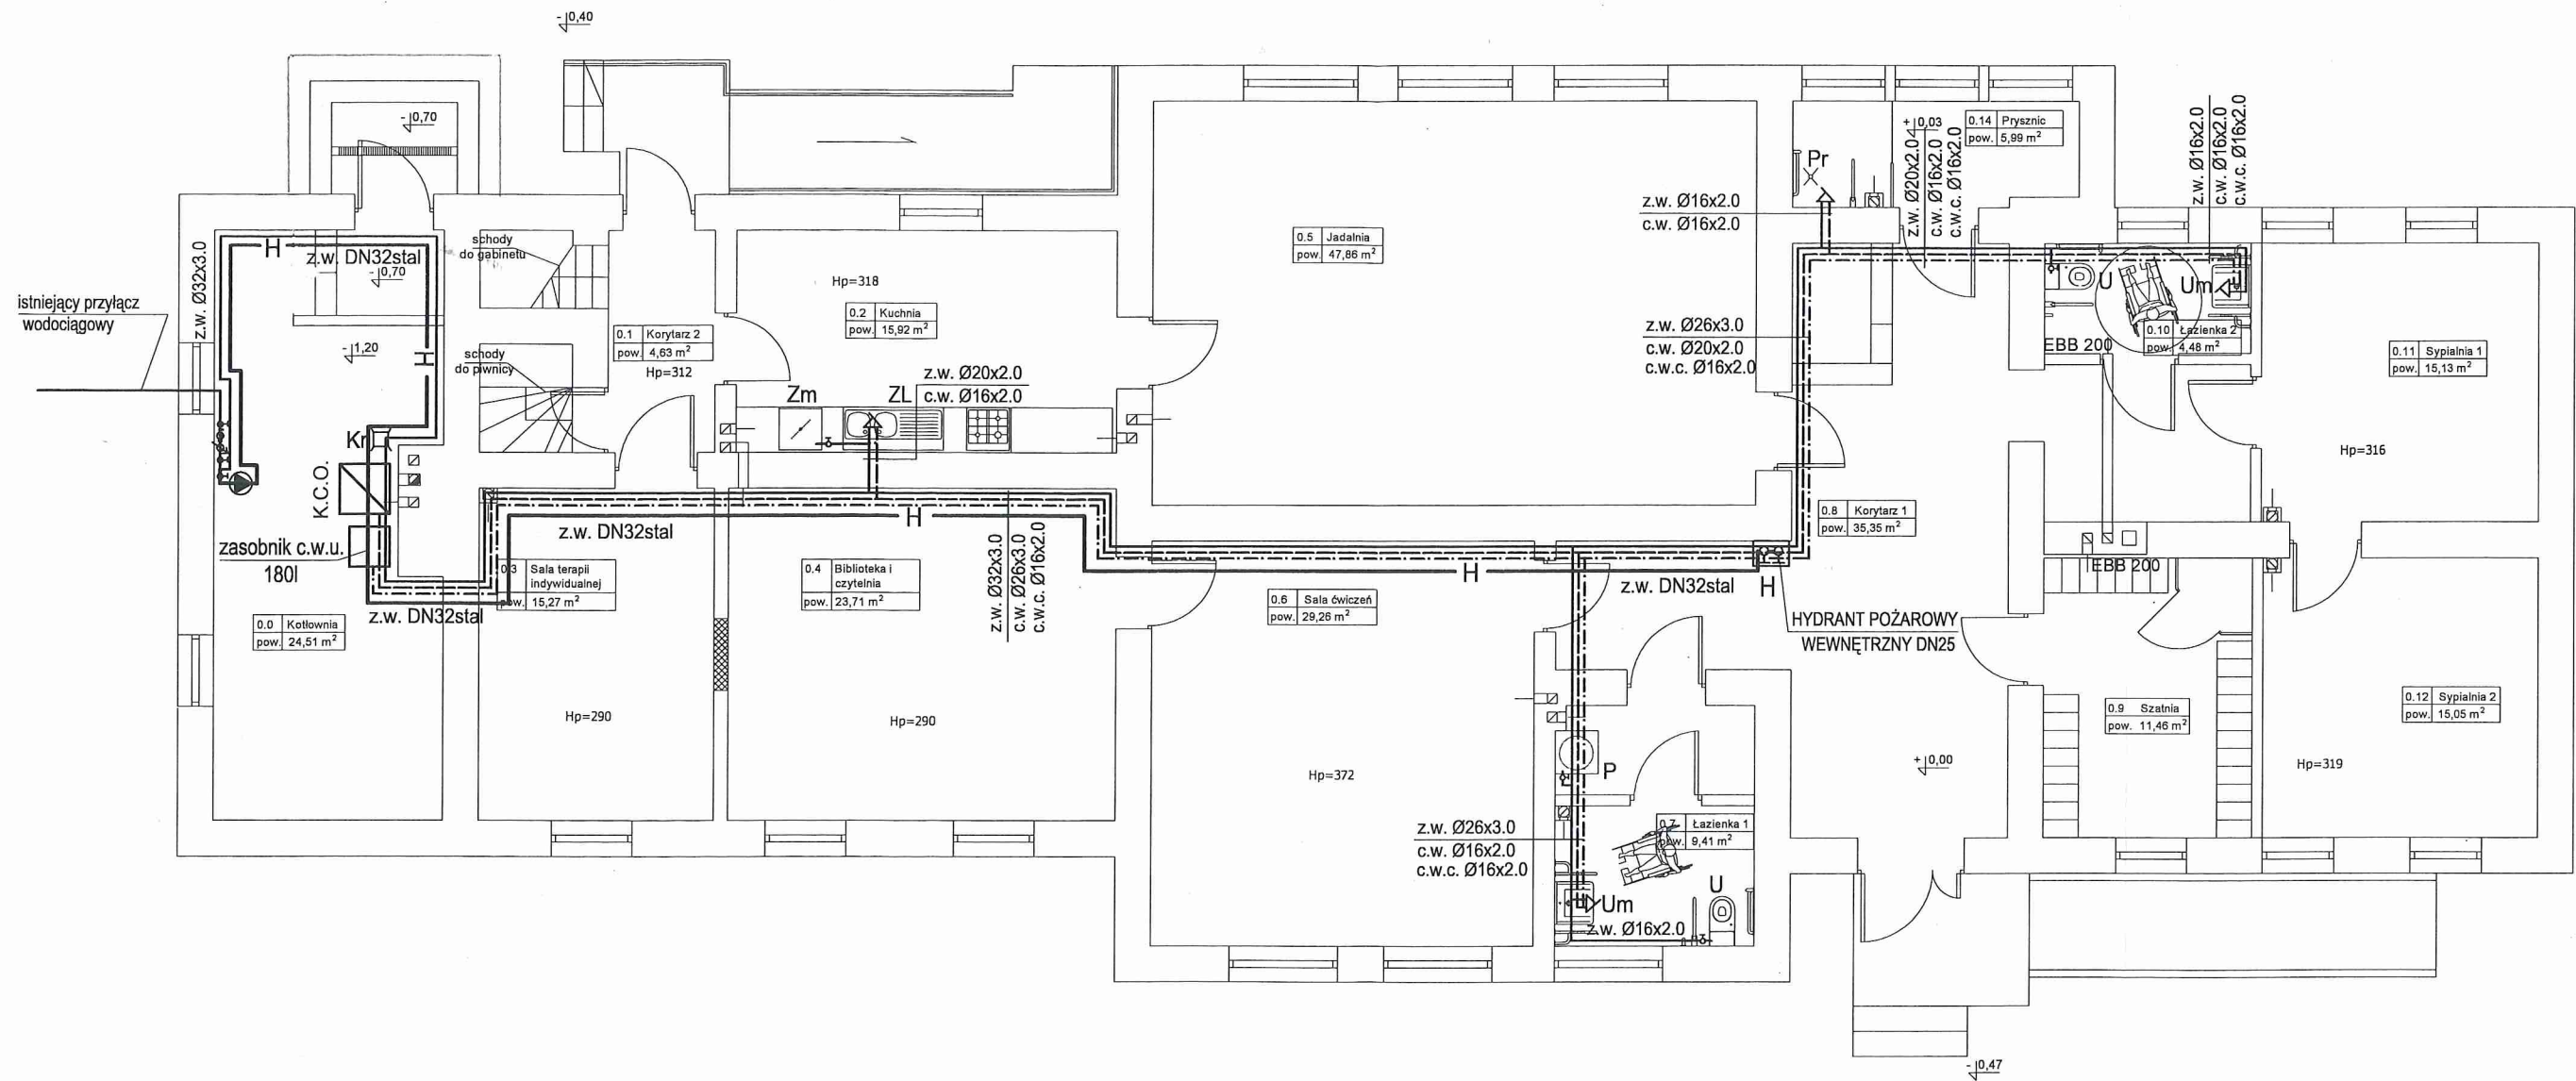 - 0,40
- 0,70
0.14 Prysznic
pow. 5,99 m²
+ 0,03
z.w. Ø20x2.0
c.w. Ø16x2.0
c.w.c. Ø16x2.0
z.w. Ø16x2.0
c.w. Ø16x2.0
c.w.c. Ø16x2.0
Pr
z.w. Ø16x2.0
c.w. Ø16x2.0
0.5 Jadalnia
pow. 47,86 m²
z.w. Ø32x3.0
H
z.w. DN32stal
- 0,70
schody
do gabinetu
Hp=318
0.2 Kuchnia
pow. 15,92 m²
istniejący przyłącz
wodociągowy
- 1,20
H
0.1 Korytarz 2
pow. 4,63 m²
Hp=312
schody
do piwnicy
z.w. Ø20x2.0
c.w. Ø16x2.0
Zm
ZL
z.w. Ø26x3.0
c.w. Ø20x2.0
c.w.c. Ø16x2.0
U
Um
0.10 Łazienka 2
pow. 4,48 m²
EBB 200
0.11 Sypialnia 1
pow. 15,13 m²
Hp=316
Kr
K.C.O.
z.w. DN32stal
H
z.w. Ø32x3.0
c.w. Ø26x3.0
c.w.c. Ø16x2.0
0.8 Korytarz 1
pow. 35,35 m²
zasobnik c.w.u.
180l
0.3 Sala terapii
indywidualnej
pow. 15,27 m²
0.4 Biblioteka i
czytelnia
pow. 23,71 m²
H
z.w. DN32stal
H
EBB 200
z.w. DN32stal
0.0 Kotłownia
pow. 24,51 m²
0.6 Sala ćwiczeń
pow. 29,26 m²
HYDRANT POŻAROWY
WEWNĘTRZNY DN25
Hp=290
Hp=290
Hp=372
P
0.9 Szatnia
pow. 11,46 m²
0.12 Sypialnia 2
pow. 15,05 m²
+ 0,00
Hp=319
z.w. Ø26x3.0
c.w. Ø16x2.0
c.w.c. Ø16x2.0
0.7 Łazienka 1
pow. 9,41 m²
U
Um
z.w. Ø16x2.0
- 0,47